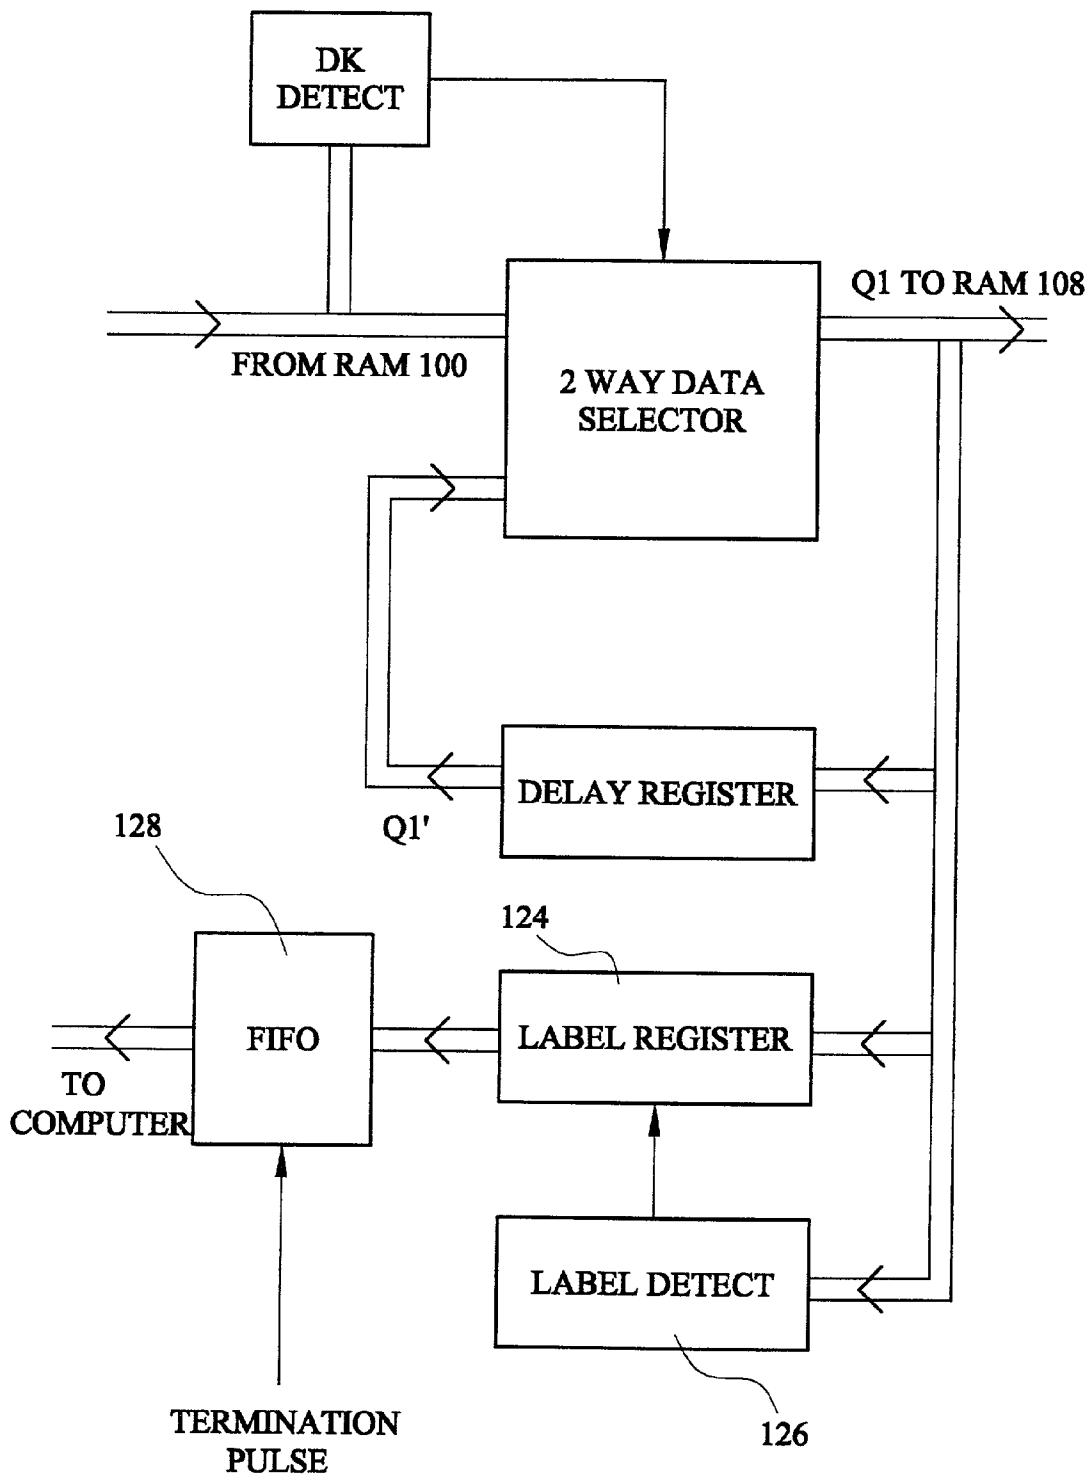 DK
DETECT
Q1 TO RAM 108
FROM RAM 100
2 WAY DATA
SELECTOR
DELAY REGISTER
Q1'
128
124
FIFO
LABEL REGISTER
TO
COMPUTER
LABEL DETECT
TERMINATION
PULSE
126